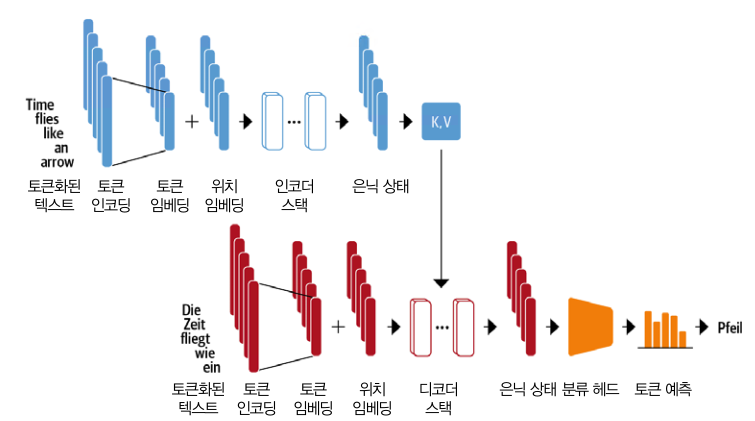 Time
flies
like
an
arrow
...
K,V
토큰화된
텍스트
토큰
인코딩
토큰
임베딩
위치
임베딩
인코더
스택
은닉 상태
Die
Zeit
fliegt
wie
ein
...
Pfeil
토큰화된
텍스트
토큰
인코딩
토큰
임베딩
위치
임베딩
디코더
스택
은닉 상태
분류 헤드
토큰 예측